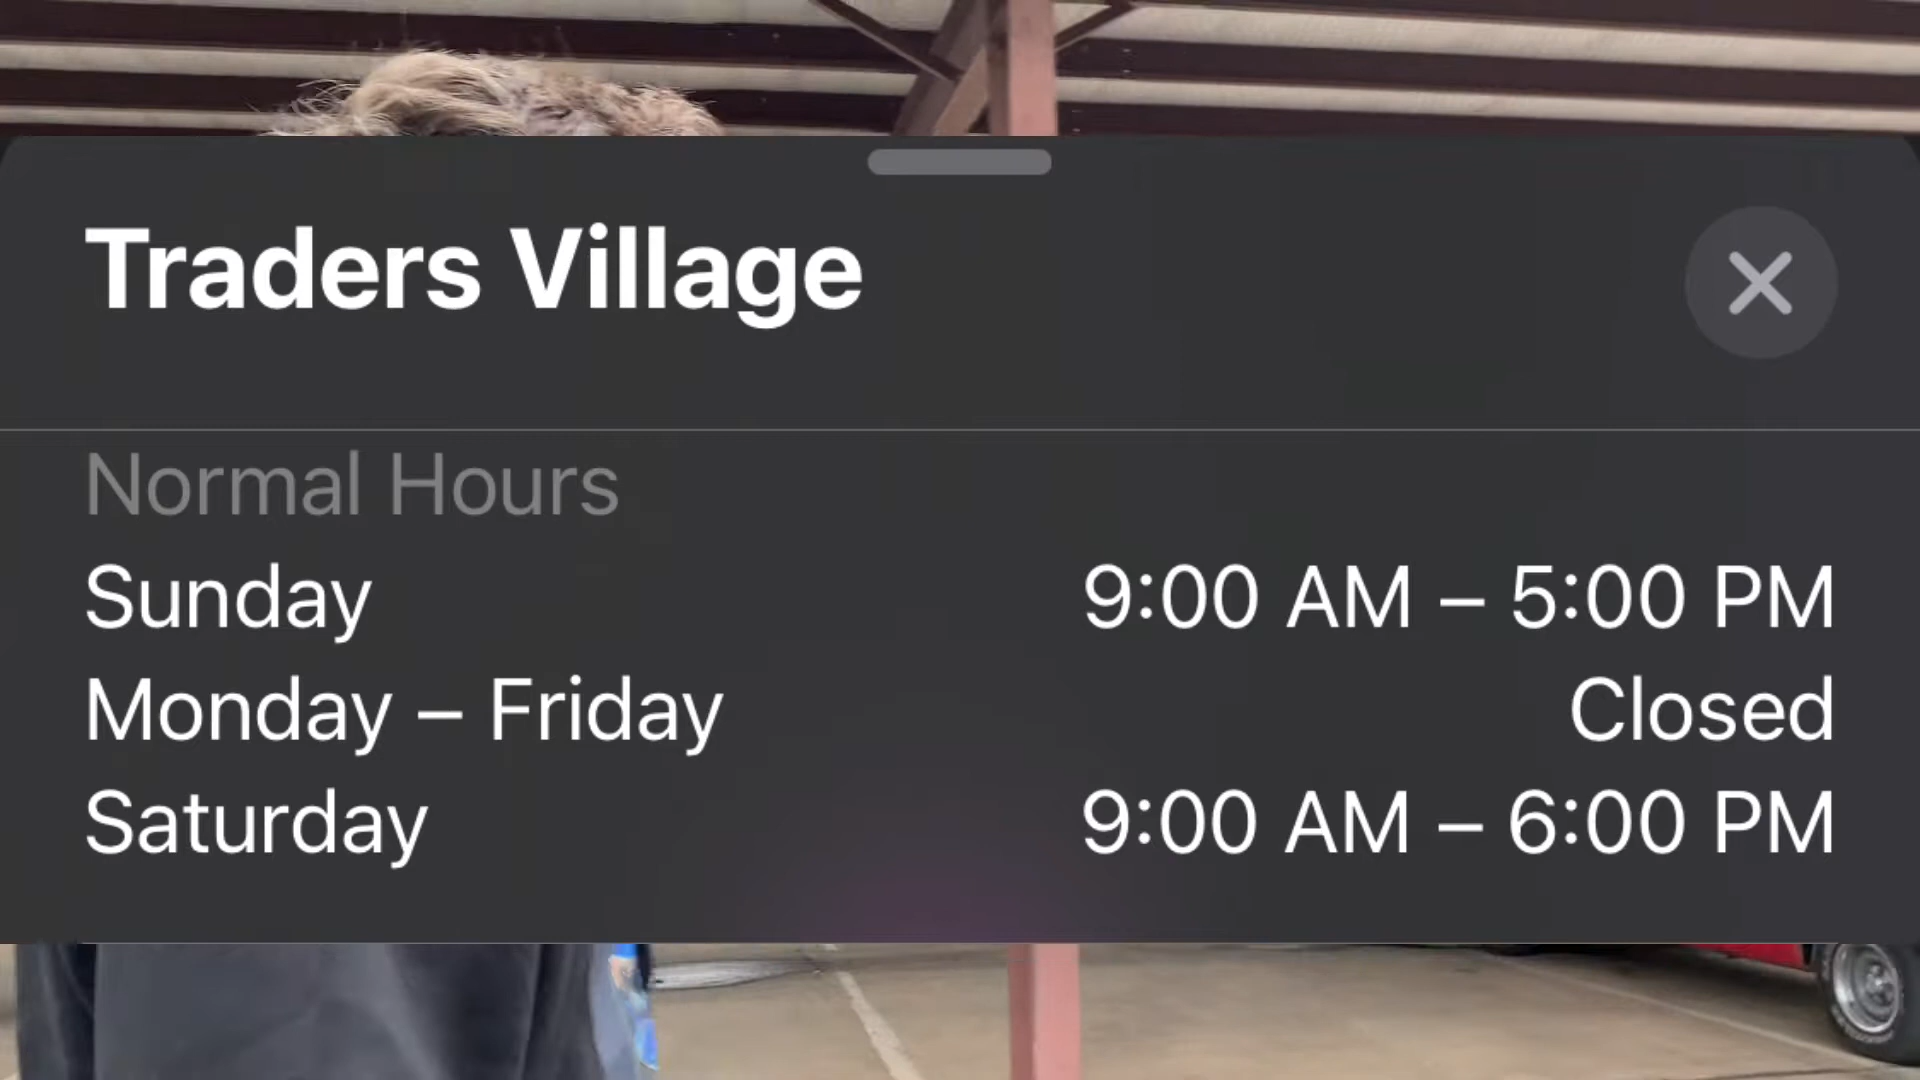 Traders Village
Normal Hours
Sunday 9:00 AM – 5:00 PM
Monday – Friday Closed
Saturday 9:00 AM – 6:00 PM